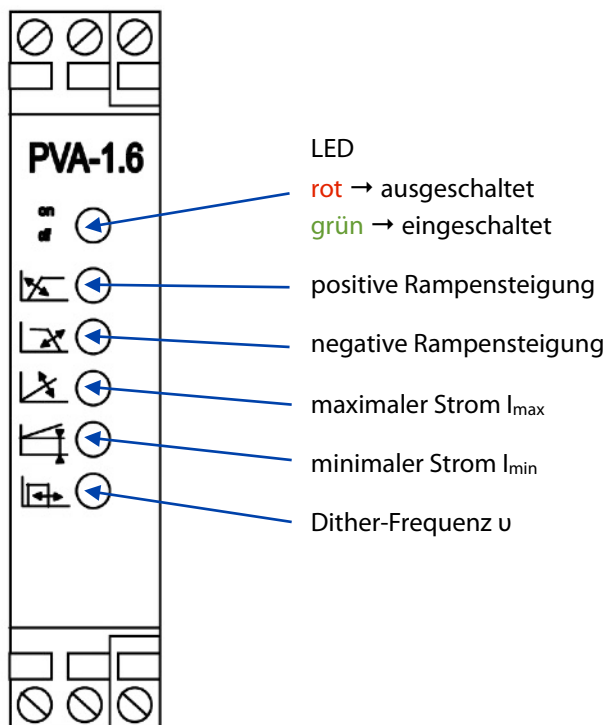 PVA-1.6
on
off
LED
rot → ausgeschaltet
grün → eingeschaltet
positive Rampensteigung
negative Rampensteigung
maximaler Strom Imax
minimaler Strom Imin
Dither-Frequenz υ